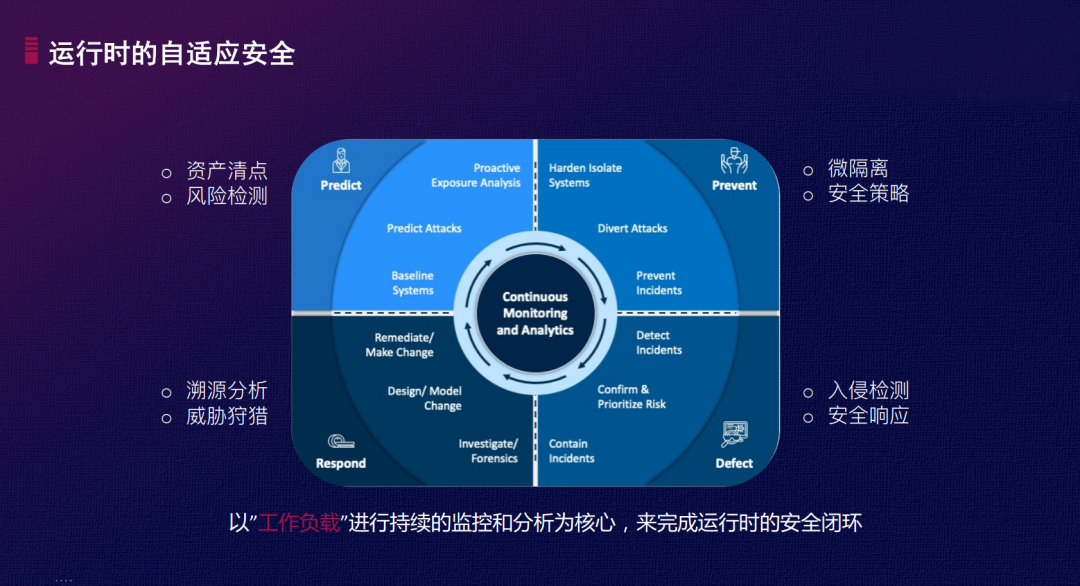 运行时的自适应安全
○ 资产清点
○ 风险检测
Predict
Proactive
Exposure Analysis
Predict Attacks
Baseline
Systems
Harden Isolate
Systems
Divert Attacks
Prevent
Incidents
Prevent
○ 微隔离
○ 安全策略
Continuous
Monitoring
and Analytics
○ 溯源分析
○ 威胁狩猎
Respond
Remediate/
Make Change
Design/ Model
Change
Investigate/
Forensics
Detect
Incidents
Confirm &
Prioritize Risk
Contain
Incidents
Defect
○ 入侵检测
○ 安全响应
以”工作负载”进行持续的监控和分析为核心，来完成运行时的安全闭环
....